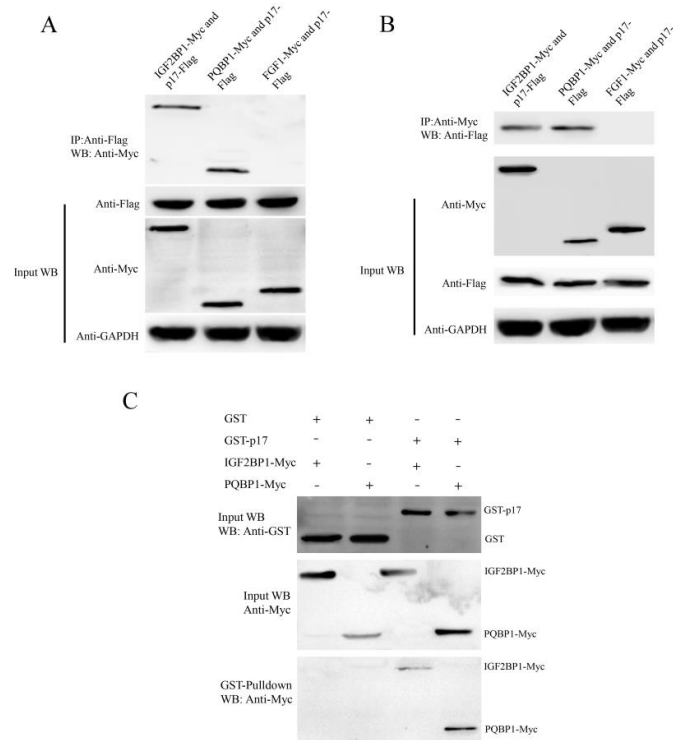 A
IGF2BP1-Myc and
p17-Flag
PQBP1-Myc and p17-
Flag
FGF1-Myc and p17-
Flag
IP:Anti-Flag
WB: Anti-Myc
Anti-Flag
Input WB
Anti-Myc
Anti-GAPDH
B
IGF2BP1-Myc and
p17-Flag
PQBP1-Myc and p17-
Flag
FGF1-Myc and p17-
Flag
IP:Anti-Myc
WB: Anti-Flag
Anti-Myc
Input WB
Anti-Flag
Anti-GAPDH
C
GST + + - -
GST-p17 - - + +
IGF2BP1-Myc + - + -
PQBP1-Myc - + - +
Input WB
WB: Anti-GST
GST-p17
GST
Input WB
Anti-Myc
IGF2BP1-Myc
PQBP1-Myc
GST-Pulldown
WB: Anti-Myc
IGF2BP1-Myc
PQBP1-Myc